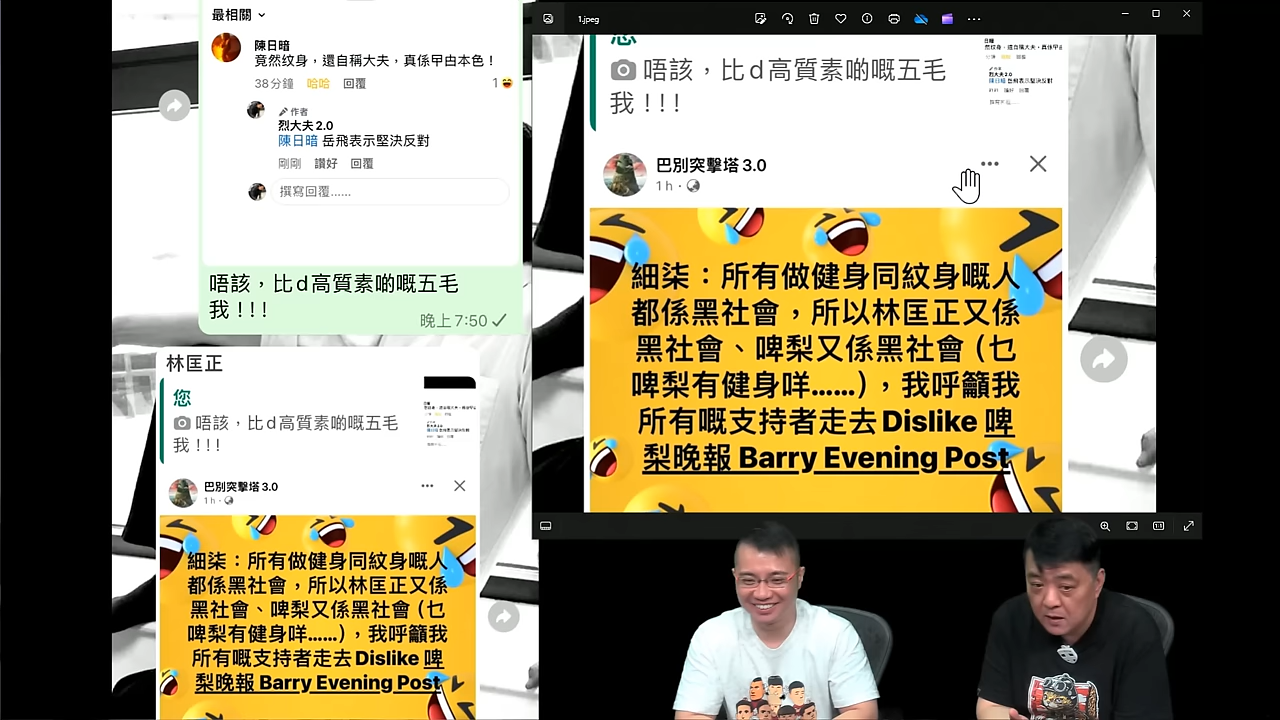 最相關
陳日暗
竟然纹身，還自稱大夫，真係曱甴本色！
38分鐘 哈哈 回覆 1
作者
烈大夫 2.0
陳日暗 岳飛表示堅決反對
剛剛 讚好 回覆
撰寫回覆......
唔該，比d高質素啲嘅五毛
我！！！
晚上7:50
林匡正
您
唔該，比d高質素啲嘅五毛
我！！！
巴別突擊塔 3.0
1 h
細柒：所有做健身同紋身嘅人
都係黑社會，所以林匡正又係
黑社會、啤梨又係黑社會（乜
啤梨有健身咩......），我呼籲我
所有嘅支持者走去 Dislike 啤
梨晚報 Barry Evening Post
1.jpeg
您
唔該，比d高質素啲嘅五毛
我！！！
巴別突擊塔 3.0
1 h
細柒：所有做健身同紋身嘅人
都係黑社會，所以林匡正又係
黑社會、啤梨又係黑社會（乜
啤梨有健身咩......），我呼籲我
所有嘅支持者走去 Dislike 啤
梨晚報 Barry Evening Post